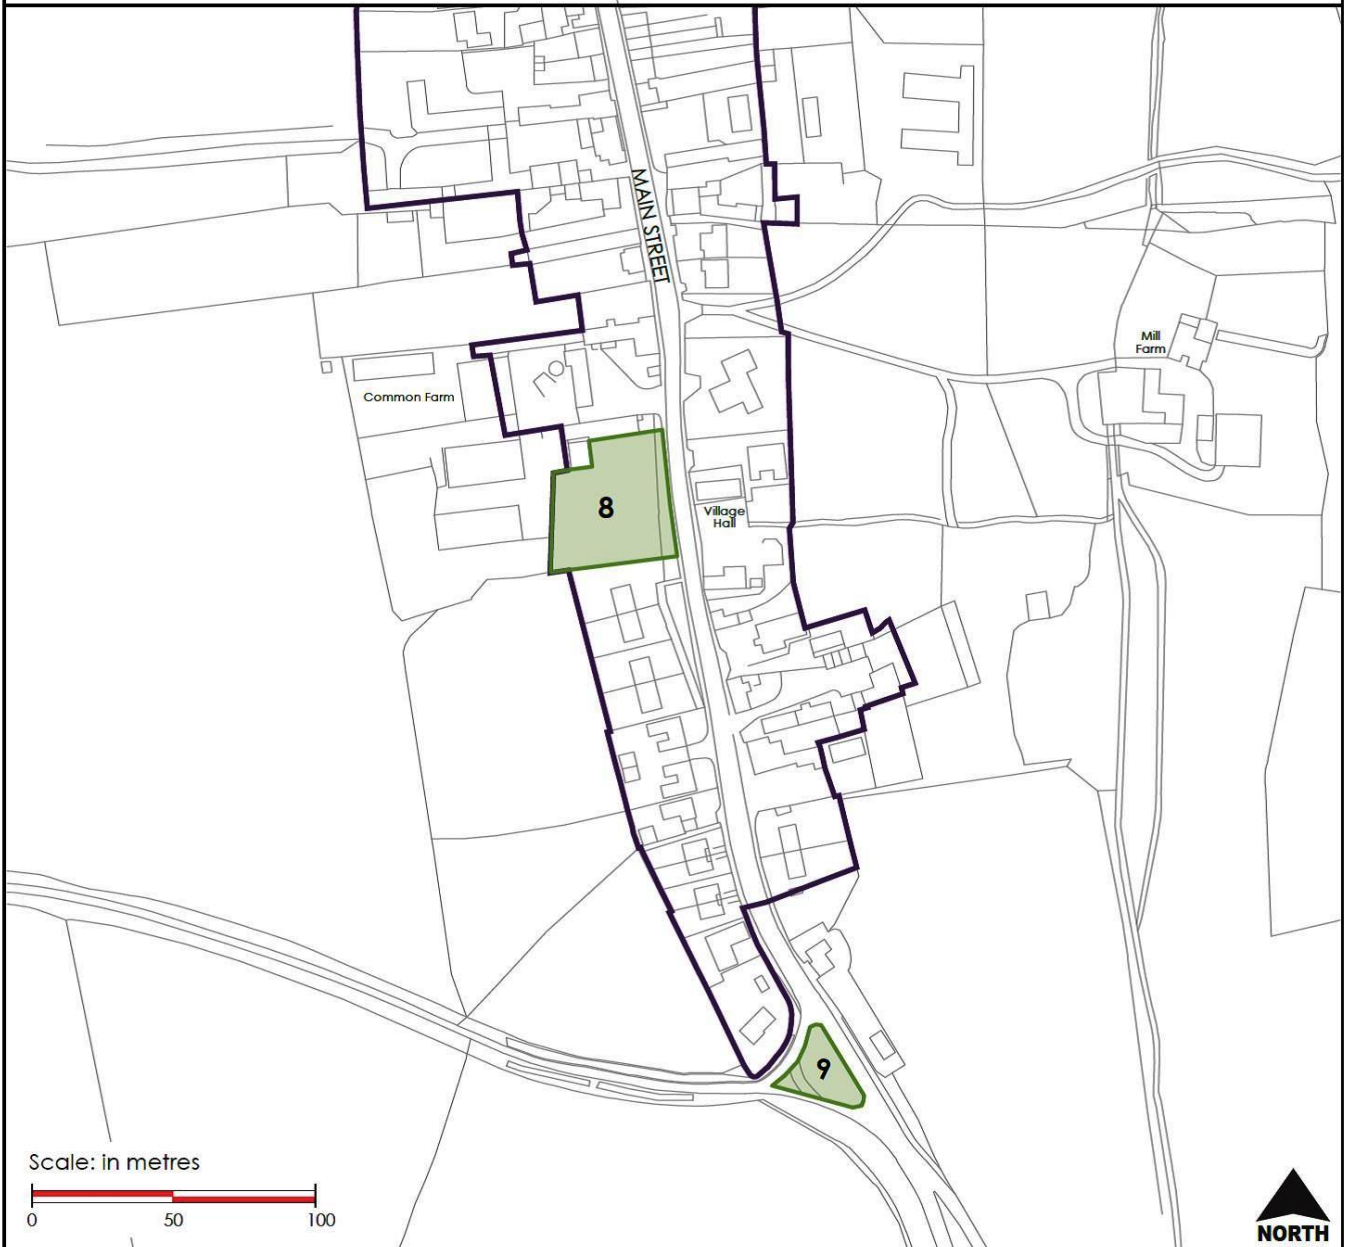 MAIN STREET
Mill
Farm
Common Farm
8
Village
Hall
9
Scale: in metres
0 50 100
NORTH